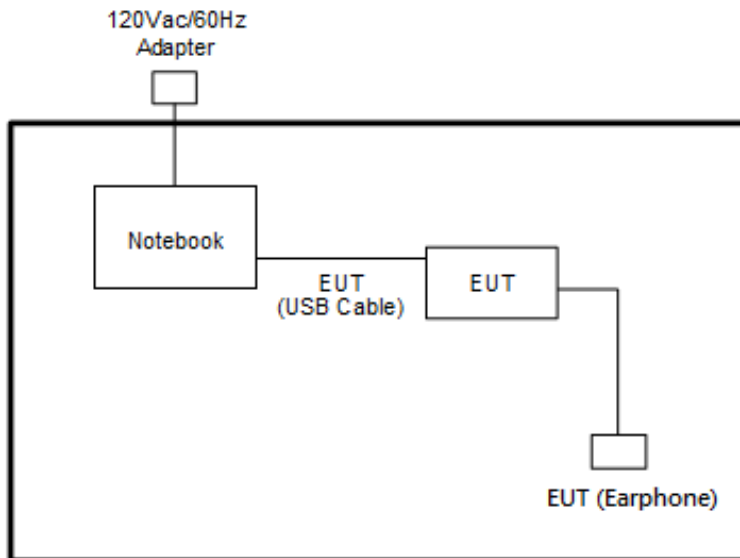 120Vac/60Hz
Adapter
Notebook
EUT
(USB Cable)
EUT
EUT (Earphone)